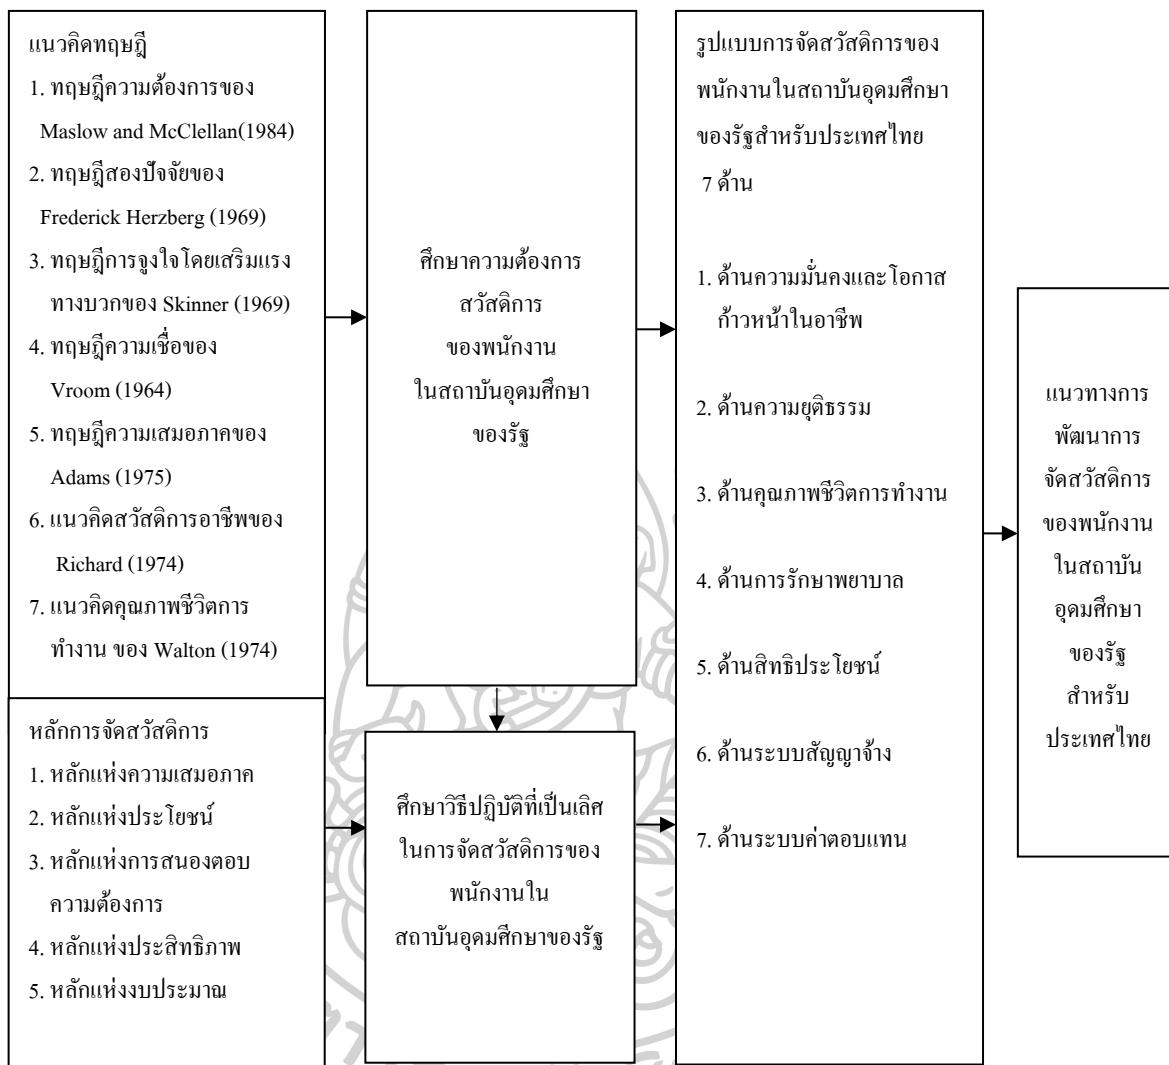 แนวคิดทฤษฎี
1. ทฤษฎีความต้องการของ
Maslow and McClellan(1984)
2. ทฤษฎีสองปัจจัยของ
Frederick Herzberg (1969)
3. ทฤษฎีการจูงใจโดยเสริมแรง
ทางบวกของ Skinner (1969)
4. ทฤษฎีความเชื่อของ
Vroom (1964)
5. ทฤษฎีความเสมอภาคของ
Adams (1975)
6. แนวคิดสวัสดิการอาชีพของ
Richard (1974)
7. แนวคิดคุณภาพชีวิตการ
ทำงาน ของ Walton (1974)
หลักการจัดสวัสดิการ
1. หลักแห่งความเสมอภาค
2. หลักแห่งประโยชน์
3. หลักแห่งการสนองตอบ
ความต้องการ
4. หลักแห่งประสิทธิภาพ
5. หลักแห่งงบประมาณ
ศึกษาความต้องการ
สวัสดิการ
ของพนักงาน
ในสถาบันอุดมศึกษา
ของรัฐ
ศึกษาวิธีปฏิบัติที่เป็นเลิศ
ในการจัดสวัสดิการของ
พนักงานใน
สถาบันอุดมศึกษาของรัฐ
รูปแบบการจัดสวัสดิการของ
พนักงานในสถาบันอุดมศึกษา
ของรัฐสำหรับประเทศไทย
7 ด้าน
1. ด้านความมั่นคงและโอกาส
ก้าวหน้าในอาชีพ
2. ด้านความยุติธรรม
3. ด้านคุณภาพชีวิตการทำงาน
4. ด้านการรักษาพยาบาล
5. ด้านสิทธิประโยชน์
6. ด้านระบบสัญญาจ้าง
7. ด้านระบบค่าตอบแทน
แนวทางการ
พัฒนาการ
จัดสวัสดิการ
ของพนักงาน
ในสถาบัน
อุดมศึกษา
ของรัฐ
สำหรับ
ประเทศไทย